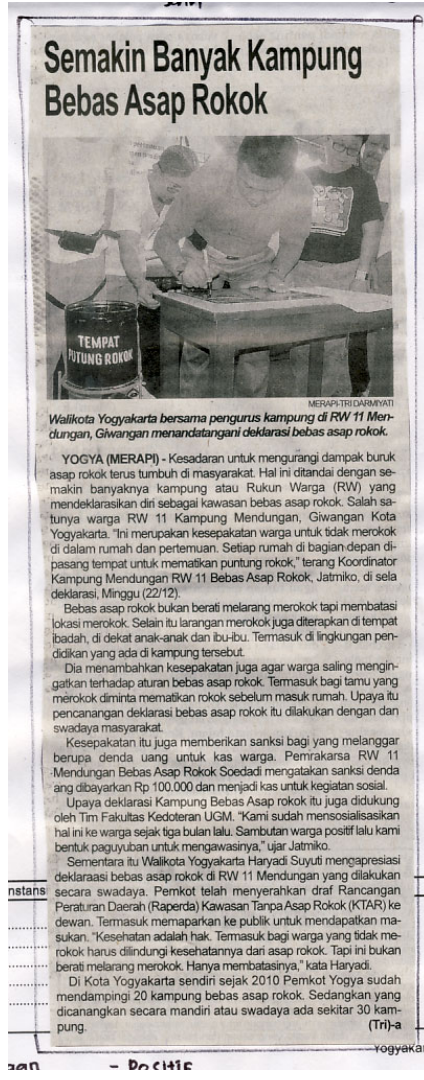 Semakin Banyak Kampung
Bebas Asap Rokok
TEMPAT
PUTUNG ROKOK
MERAPI-TRI DARMIYATI
Walikota Yogyakarta bersama pengurus kampung di RW 11 Men-
dungan, Giwangan menandatangani deklarasi bebas asap rokok.
YOGYA (MERAPI) - Kesadaran untuk mengurangi dampak buruk
asap rokok terus tumbuh di masyarakat. Hal ini ditandai dengan se-
makin banyaknya kampung atau Rukun Warga (RW) yang
mendeklarasikan diri sebagai kawasan bebas asap rokok. Salah sa-
tunya warga RW 11 Kampung Mendungan, Giwangan Kota
Yogyakarta. "Ini merupakan kesepakatan warga untuk tidak merokok
di dalam rumah dan pertemuan. Setiap rumah di bagian depan di-
pasang tempat untuk mematikan puntung rokok," terang Koordinator
Kampung Mendungan RW 11 Bebas Asap Rokok, Jatmiko, di sela
deklarasi, Minggu (22/12).
Bebas asap rokok bukan berati melarang merokok tapi membatasi
lokasi merokok. Selain itu larangan merokok juga diterapkan di tempat
ibadah, di dekat anak-anak dan ibu-ibu. Termasuk di lingkungan pen-
didikan yang ada di kampung tersebut.
Dia menambahkan kesepakatan juga agar warga saling mengin-
gatkan terhadap aturan bebas asap rokok. Termasuk bagi tamu yang
merokok diminta mematikan rokok sebelum masuk rumah. Upaya itu
pencanangan deklarasi bebas asap rokok itu dilakukan dengan dan
swadaya masyarakat.
Kesepakatan itu juga memberikan sanksi bagi yang melanggar
berupa denda uang untuk kas warga. Pemrakarsa RW 11
Mendungan Bebas Asap Rokok Soedadi mengatakan sanksi denda
ang dibayarkan Rp 100.000 dan menjadi kas untuk kegiatan sosial.
Upaya deklarasi Kampung Bebas Asap rokok itu juga didukung
oleh Tim Fakultas Kedoteran UGM. "Kami sudah mensosialisasikan
hal ini ke warga sejak tiga bulan lalu. Sambutan warga positif lalu kami
bentuk paguyuban untuk mengawasinya," ujar Jatmiko.
Sementara itu Walikota Yogyakarta Haryadi Suyuti mengapresiasi
deklaraasi bebas asap rokok di RW 11 Mendungan yang dilakukan
secara swadaya. Pemkot telah menyerahkan draf Rancangan
Peraturan Daerah (Raperda) Kawasan Tanpa Asap Rokok (KTAR) ke
dewan. Termasuk memaparkan ke publik untuk mendapatkan ma-
sukan. "Kesehatan adalah hak. Termasuk bagi warga yang tidak me-
rokok harus dilindungi kesehatannya dari asap rokok. Tapi ini bukan
berati melarang merokok. Hanya membatasinya," kata Haryadi.
Di Kota Yogyakarta sendiri sejak 2010 Pemkot Yogya sudah
mendampingi 20 kampung bebas asap rokok. Sedangkan yang
dicanangkan secara mandiri atau swadaya ada sekitar 30 kam-
pung. (Tri)-a
nstans
Yogyakar
- POSITIF